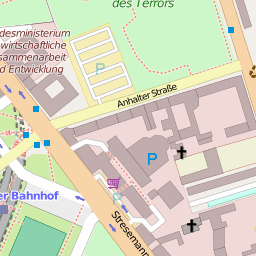 des Terrors
desministerium
wirtschaftliche
sammenarbeit
d Entwicklung
P
Anhalter Straße
P
er Bahnhof
Stresemann